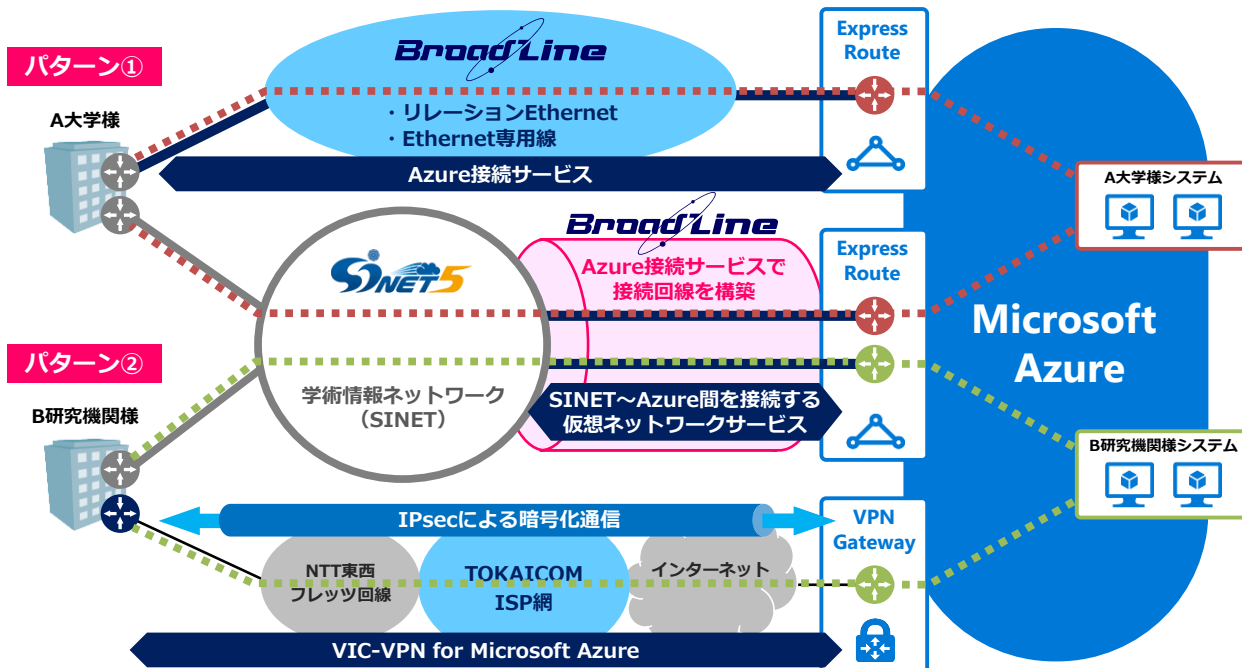 パターン①
A大学様
BroadLine
・リレーションEthernet
・Ethernet専用線
Azure接続サービス
Express
Route
A大学様システム
SINET5
学術情報ネットワーク
（SINET）
BroadLine
Azure接続サービスで
接続回線を構築
SINET～Azure間を接続する
仮想ネットワークサービス
Express
Route
Microsoft
Azure
パターン②
B研究機関様
B研究機関様システム
IPsecによる暗号化通信
NTT東西
フレッツ回線
TOKAICOM
ISP網
インターネット
VPN
Gateway
VIC-VPN for Microsoft Azure